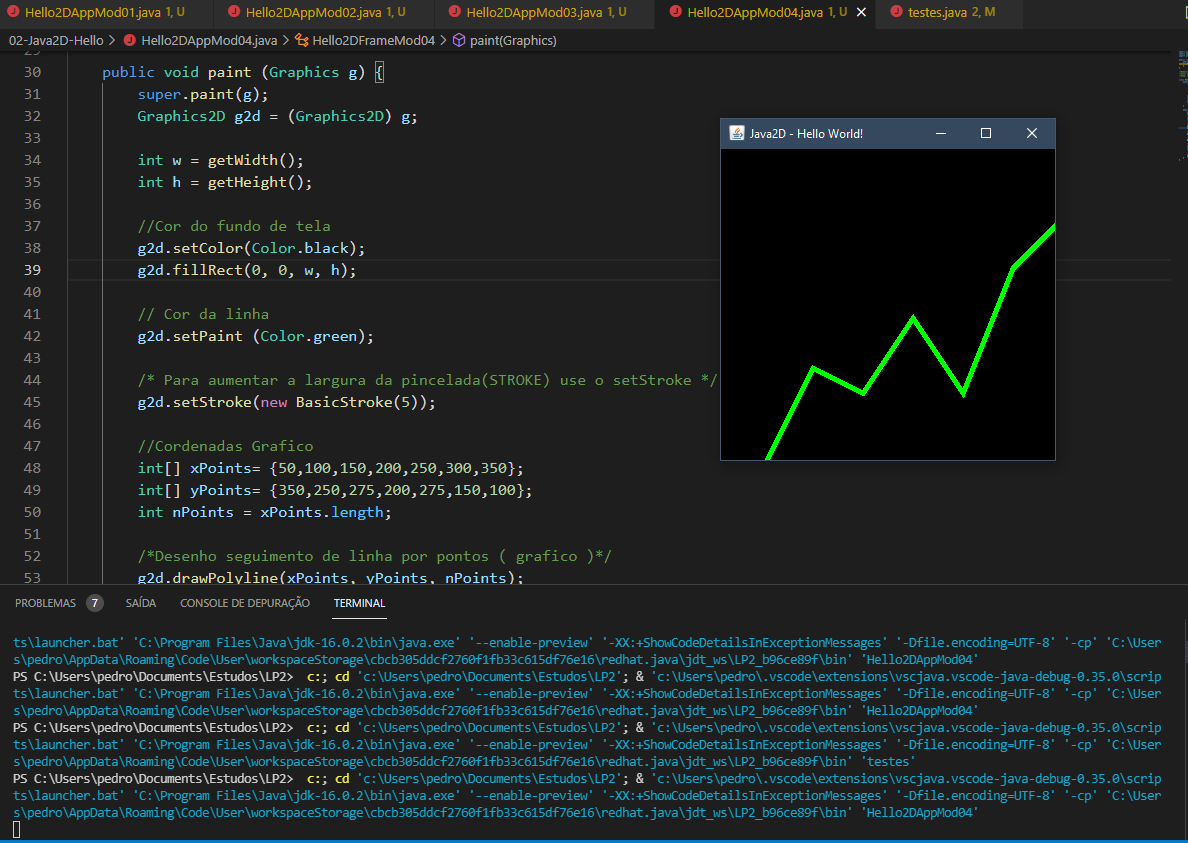 Hello2DAppMod01.java 1, U
Hello2DAppMod02.java 1, U
Hello2DAppMod03.java 1, U
Hello2DAppMod04.java 1, U
testes.java 2, M
02-Java2D-Hello > Hello2DAppMod04.java > Hello2DFrameMod04 > paint(Graphics)
30 public void paint (Graphics g) {
31 super.paint(g);
32 Graphics2D g2d = (Graphics2D) g;
33
34 int w = getWidth();
35 int h = getHeight();
36
37 //Cor do fundo de tela
38 g2d.setColor(Color.black);
39 g2d.fillRect(0, 0, w, h);
40
41 // Cor da linha
42 g2d.setPaint (Color.green);
43
44 /* Para aumentar a largura da pincelada(STROKE) use o setStroke */
45 g2d.setStroke(new BasicStroke(5));
46
47 //Cordenadas Grafico
48 int[] xPoints= {50,100,150,200,250,300,350};
49 int[] yPoints= {350,250,275,200,275,150,100};
50 int nPoints = xPoints.length;
51
52 /*Desenho seguimento de linha por pontos ( grafico )*/
53 g2d.drawPolyline(xPoints, yPoints, nPoints);
Java2D - Hello World!
PROBLEMAS 7 SAÍDA CONSOLE DE DEPURAÇÃO TERMINAL
ts\launcher.bat' 'C:\Program Files\Java\jdk-16.0.2\bin\java.exe' '--enable-preview' '-XX:+ShowCodeDetailsInExceptionMessages' '-Dfile.encoding=UTF-8' '-cp' 'C:\User
s\pedro\AppData\Roaming\Code\User\workspaceStorage\cbcb305ddcf2760f1fb33c615df76e16\redhat.java\jdt_ws\LP2_b96ce89f\bin' 'Hello2DAppMod04'
PS C:\Users\pedro\Documents\Estudos\LP2> c:; cd 'c:\Users\pedro\Documents\Estudos\LP2'; & 'c:\Users\pedro\.vscode\extensions\vscjava.vscode-java-debug-0.35.0\scrip
ts\launcher.bat' 'C:\Program Files\Java\jdk-16.0.2\bin\java.exe' '--enable-preview' '-XX:+ShowCodeDetailsInExceptionMessages' '-Dfile.encoding=UTF-8' '-cp' 'C:\User
s\pedro\AppData\Roaming\Code\User\workspaceStorage\cbcb305ddcf2760f1fb33c615df76e16\redhat.java\jdt_ws\LP2_b96ce89f\bin' 'Hello2DAppMod04'
PS C:\Users\pedro\Documents\Estudos\LP2> c:; cd 'c:\Users\pedro\Documents\Estudos\LP2'; & 'c:\Users\pedro\.vscode\extensions\vscjava.vscode-java-debug-0.35.0\scrip
ts\launcher.bat' 'C:\Program Files\Java\jdk-16.0.2\bin\java.exe' '--enable-preview' '-XX:+ShowCodeDetailsInExceptionMessages' '-Dfile.encoding=UTF-8' '-cp' 'C:\User
s\pedro\AppData\Roaming\Code\User\workspaceStorage\cbcb305ddcf2760f1fb33c615df76e16\redhat.java\jdt_ws\LP2_b96ce89f\bin' 'testes'
PS C:\Users\pedro\Documents\Estudos\LP2> c:; cd 'c:\Users\pedro\Documents\Estudos\LP2'; & 'c:\Users\pedro\.vscode\extensions\vscjava.vscode-java-debug-0.35.0\scrip
ts\launcher.bat' 'C:\Program Files\Java\jdk-16.0.2\bin\java.exe' '--enable-preview' '-XX:+ShowCodeDetailsInExceptionMessages' '-Dfile.encoding=UTF-8' '-cp' 'C:\User
s\pedro\AppData\Roaming\Code\User\workspaceStorage\cbcb305ddcf2760f1fb33c615df76e16\redhat.java\jdt_ws\LP2_b96ce89f\bin' 'Hello2DAppMod04'